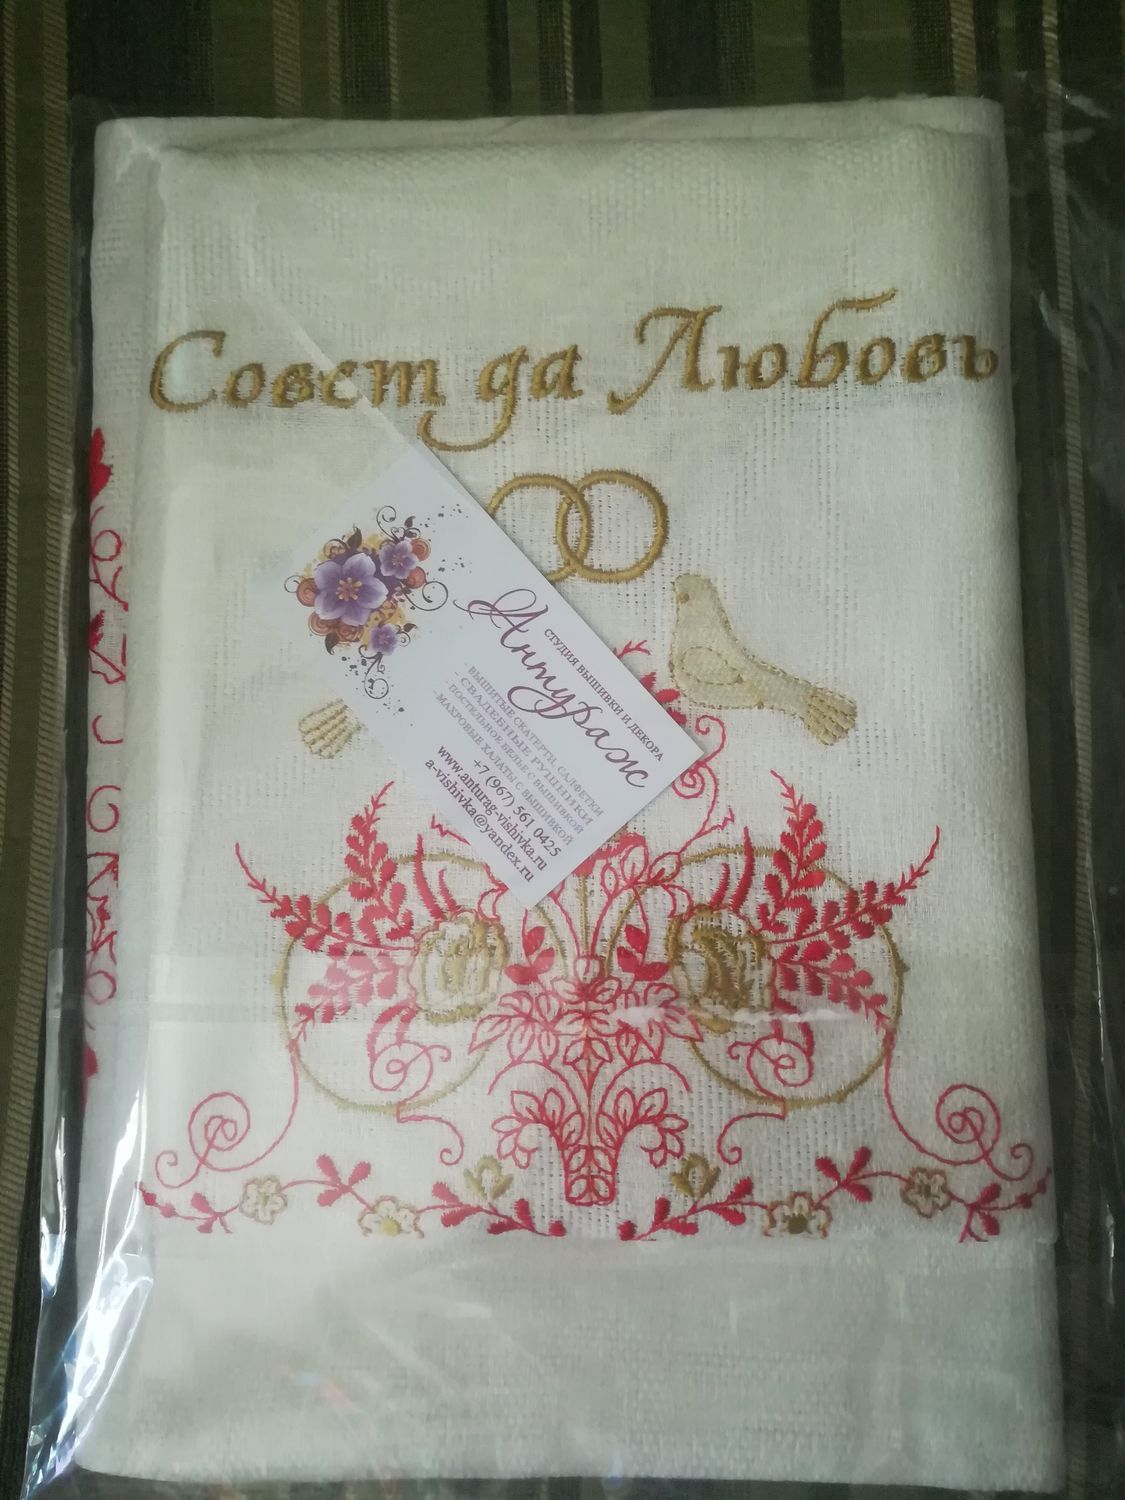 Совет да Любовь
СТУДИЯ ВЫШИВКИ И ДЕКОРА
Антураж
- ВЫШИТЫЕ СКАТЕРТИ, САЛФЕТКИ
- СВАДЕБНЫЕ РУШНИКИ
- ПОСТЕЛЬНОЕ БЕЛЬЕ С ВЫШИВКОЙ
- МАХРОВЫЕ ХАЛАТЫ С ВЫШИВКОЙ
+7 (967) 561 0425
www.anturag-vishivka.ru
a-vishivka@yandex.ru